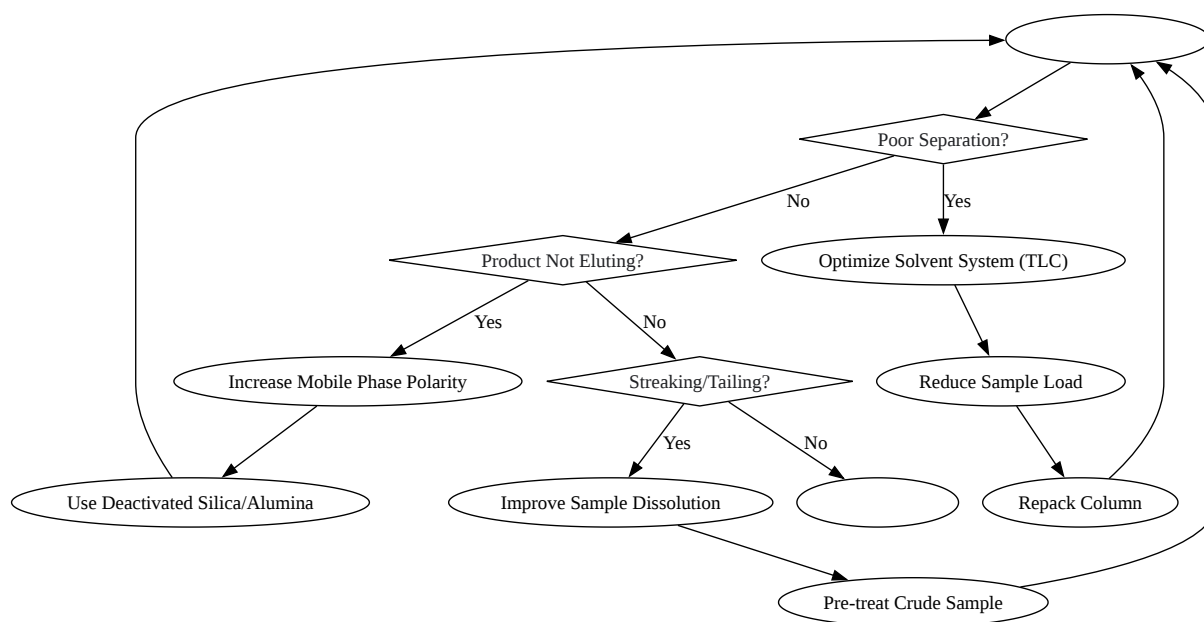 Poor Separation?
No
Yes
Product Not Eluting?
Optimize Solvent System (TLC)
Yes
No
Increase Mobile Phase Polarity
Streaking/Tailing?
Reduce Sample Load
Yes
No
Use Deactivated Silica/Alumina
Improve Sample Dissolution
Repack Column
Pre-treat Crude Sample